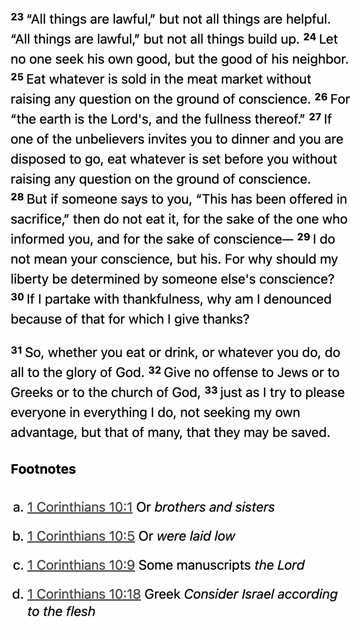 23 “All things are lawful,” but not all things are helpful.
“All things are lawful,” but not all things build up. 24 Let
no one seek his own good, but the good of his neighbor.
25 Eat whatever is sold in the meat market without
raising any question on the ground of conscience. 26 For
“the earth is the Lord's, and the fullness thereof.” 27 If
one of the unbelievers invites you to dinner and you are
disposed to go, eat whatever is set before you without
raising any question on the ground of conscience.
28 But if someone says to you, “This has been offered in
sacrifice,” then do not eat it, for the sake of the one who
informed you, and for the sake of conscience— 29 I do
not mean your conscience, but his. For why should my
liberty be determined by someone else's conscience?
30 If I partake with thankfulness, why am I denounced
because of that for which I give thanks?
31 So, whether you eat or drink, or whatever you do, do
all to the glory of God. 32 Give no offense to Jews or to
Greeks or to the church of God, 33 just as I try to please
everyone in everything I do, not seeking my own
advantage, but that of many, that they may be saved.
Footnotes
a. 1 Corinthians 10:1 Or brothers and sisters
b. 1 Corinthians 10:5 Or were laid low
c. 1 Corinthians 10:9 Some manuscripts the Lord
d. 1 Corinthians 10:18 Greek Consider Israel according
to the flesh